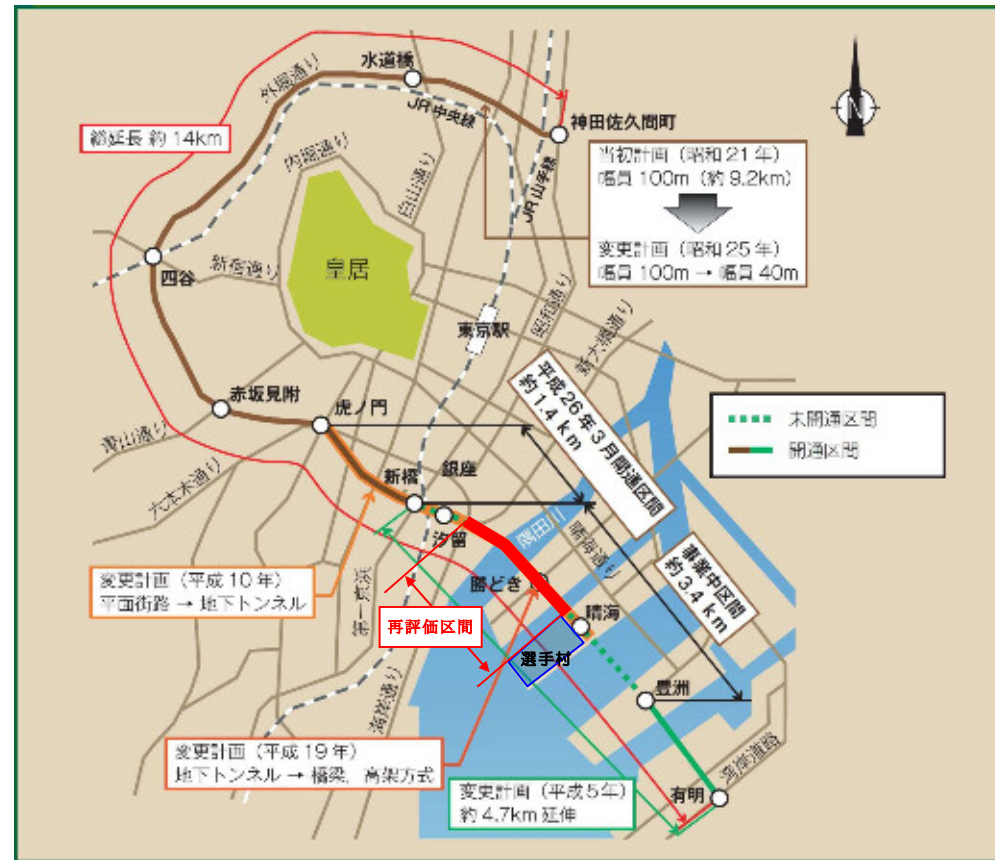 水道橋
外堀通り
JR中央線
神田佐久間町
総延長 約14km
内堀通り
白山通り
JR山手線
当初計画（昭和21年）
幅員 100m（約9.2km）
変更計画（昭和25年）
幅員 100m → 幅員 40m
皇居
四谷
新宿通り
東京駅
昭和通り
新大橋通り
平成26年3月開通区間
約1.4 km
未開通区間
開通区間
赤坂見附
虎ノ門
青山通り
六本木通り
新橋
銀座
汐留
隅田川
晴海通り
事業中区間
約3.4 km
変更計画（平成10年）
平面街路 → 地下トンネル
第一京浜
勝どき
再評価区間
晴海
選手村
豊洲
海岸通り
湾岸道路
変更計画（平成19年）
地下トンネル → 橋梁，高架方式
変更計画（平成5年）
約4.7km 延伸
有明